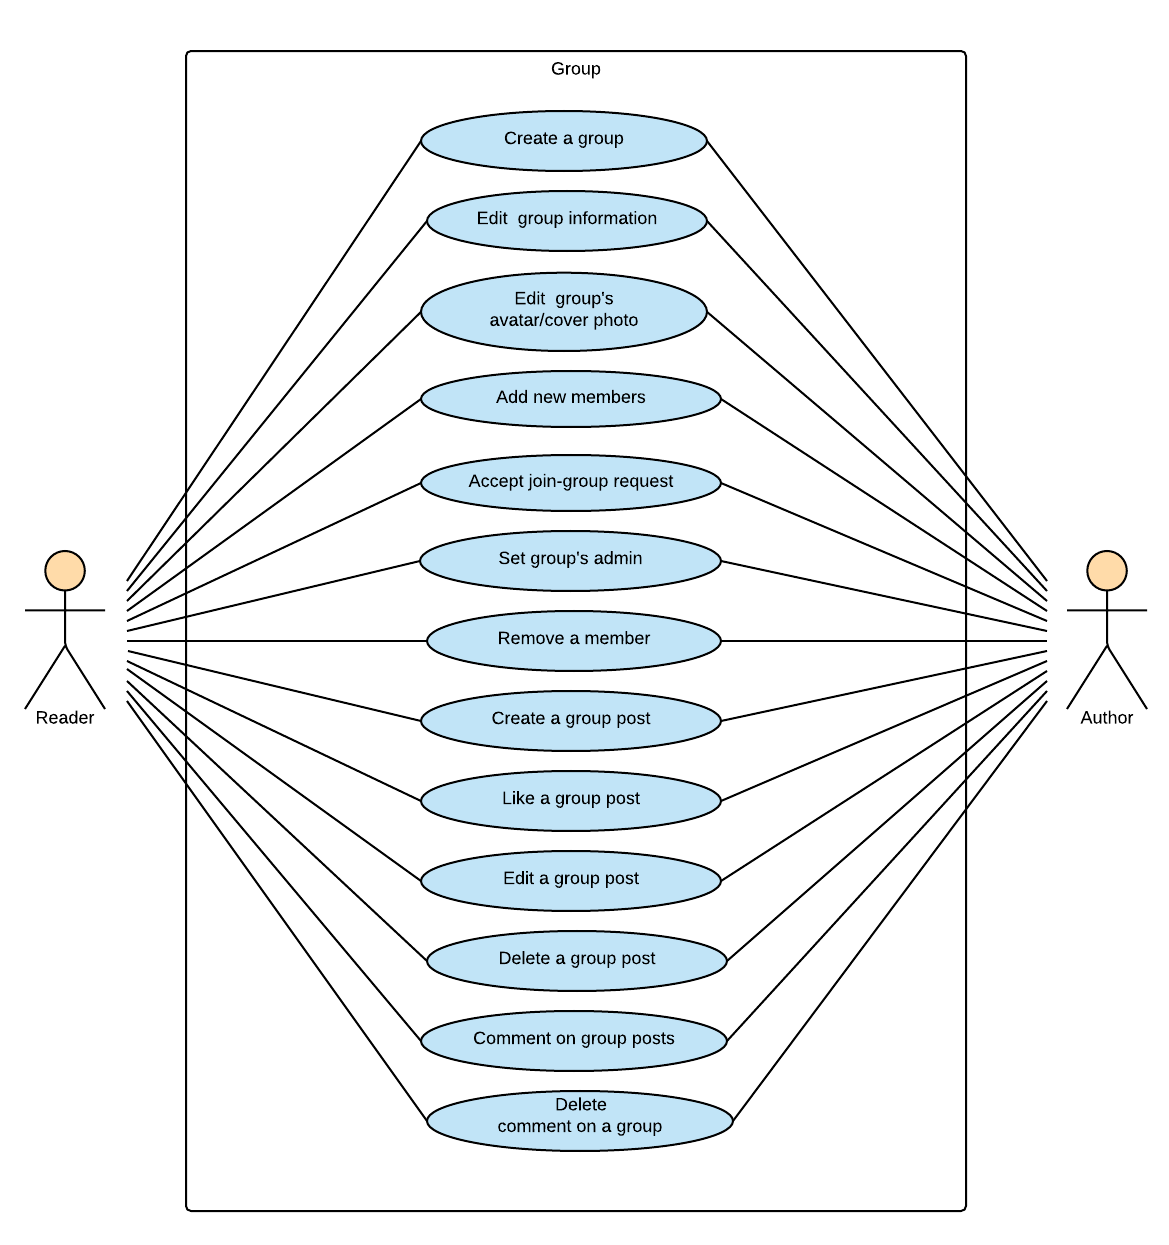 Group
Create a group
Edit  group information
Edit  group's
avatar/cover photo
Add new members
Accept join-group request
Set group's admin
Remove a member
Create a group post
Like a group post
Edit a group post
Delete a group post
Comment on group posts
Delete
comment on a group
Reader
Author